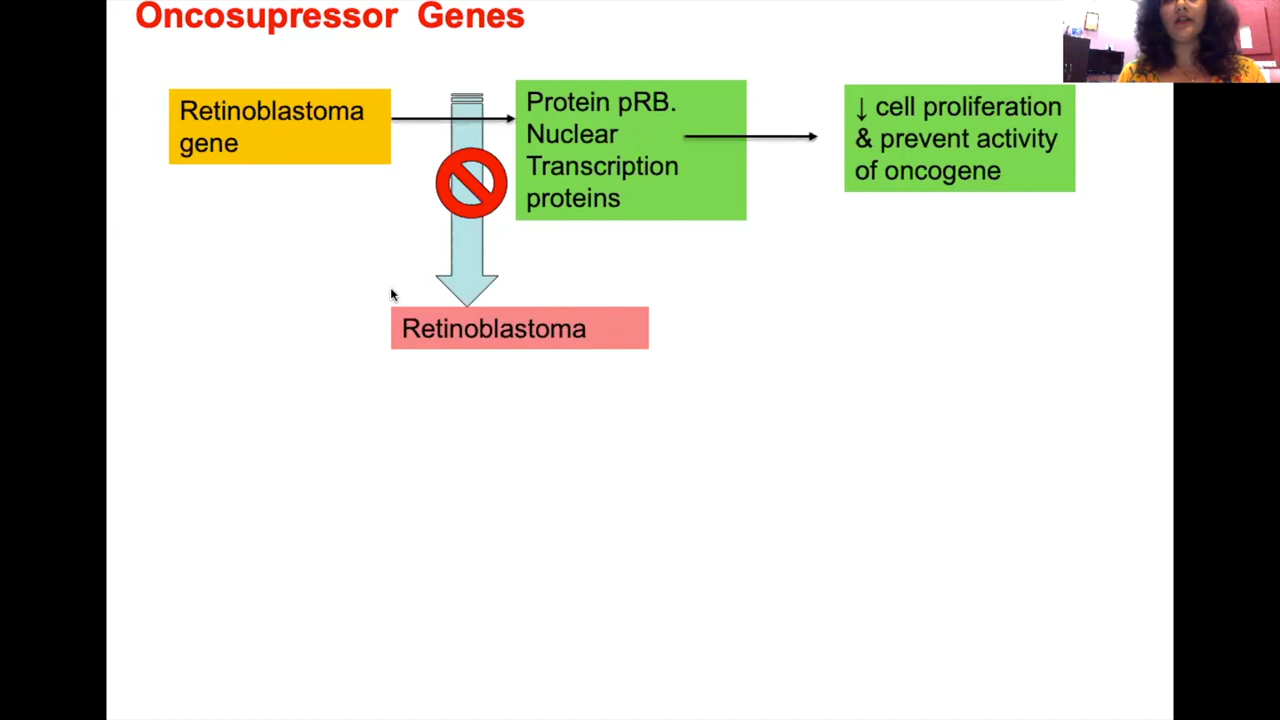 Oncosupressor Genes
Retinoblastoma
gene
Protein pRB.
Nuclear
Transcription
proteins
↓ cell proliferation
& prevent activity
of oncogene
Retinoblastoma